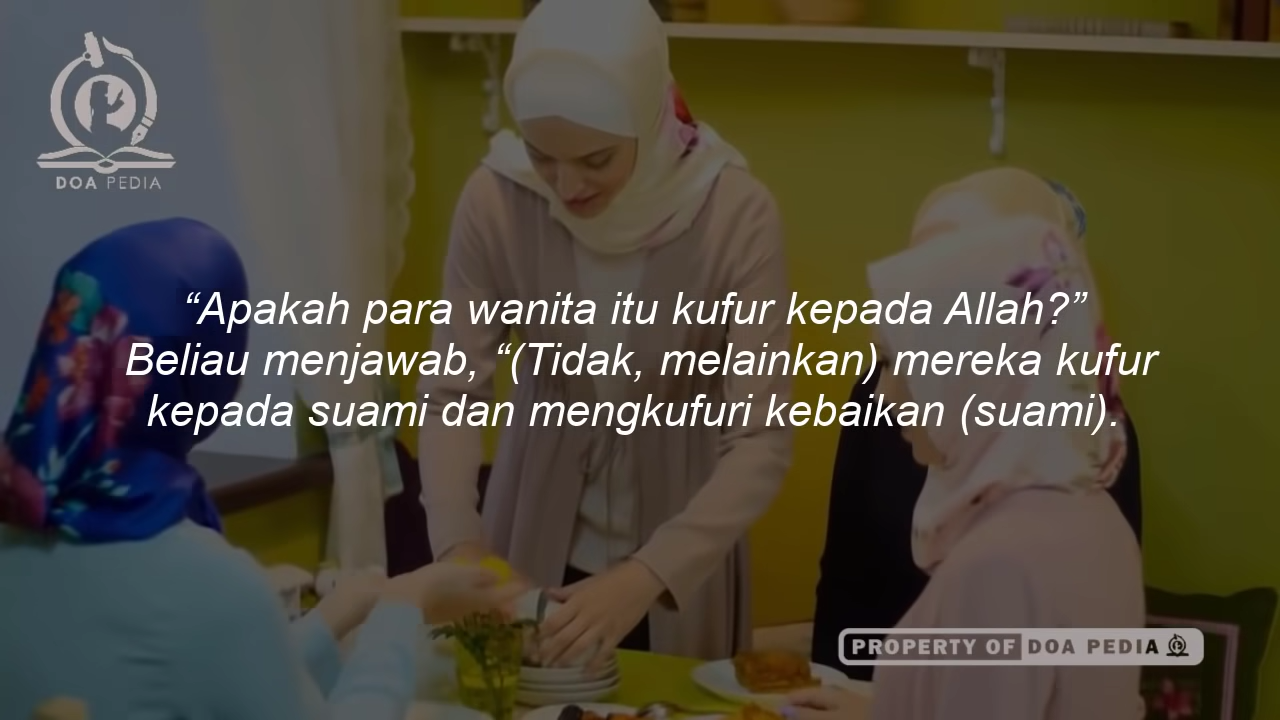 DOA PEDIA
“Apakah para wanita itu kufur kepada Allah?”
Beliau menjawab, “(Tidak, melainkan) mereka kufur
kepada suami dan mengkufuri kebaikan (suami).
PROPERTY OF DOA PEDIA